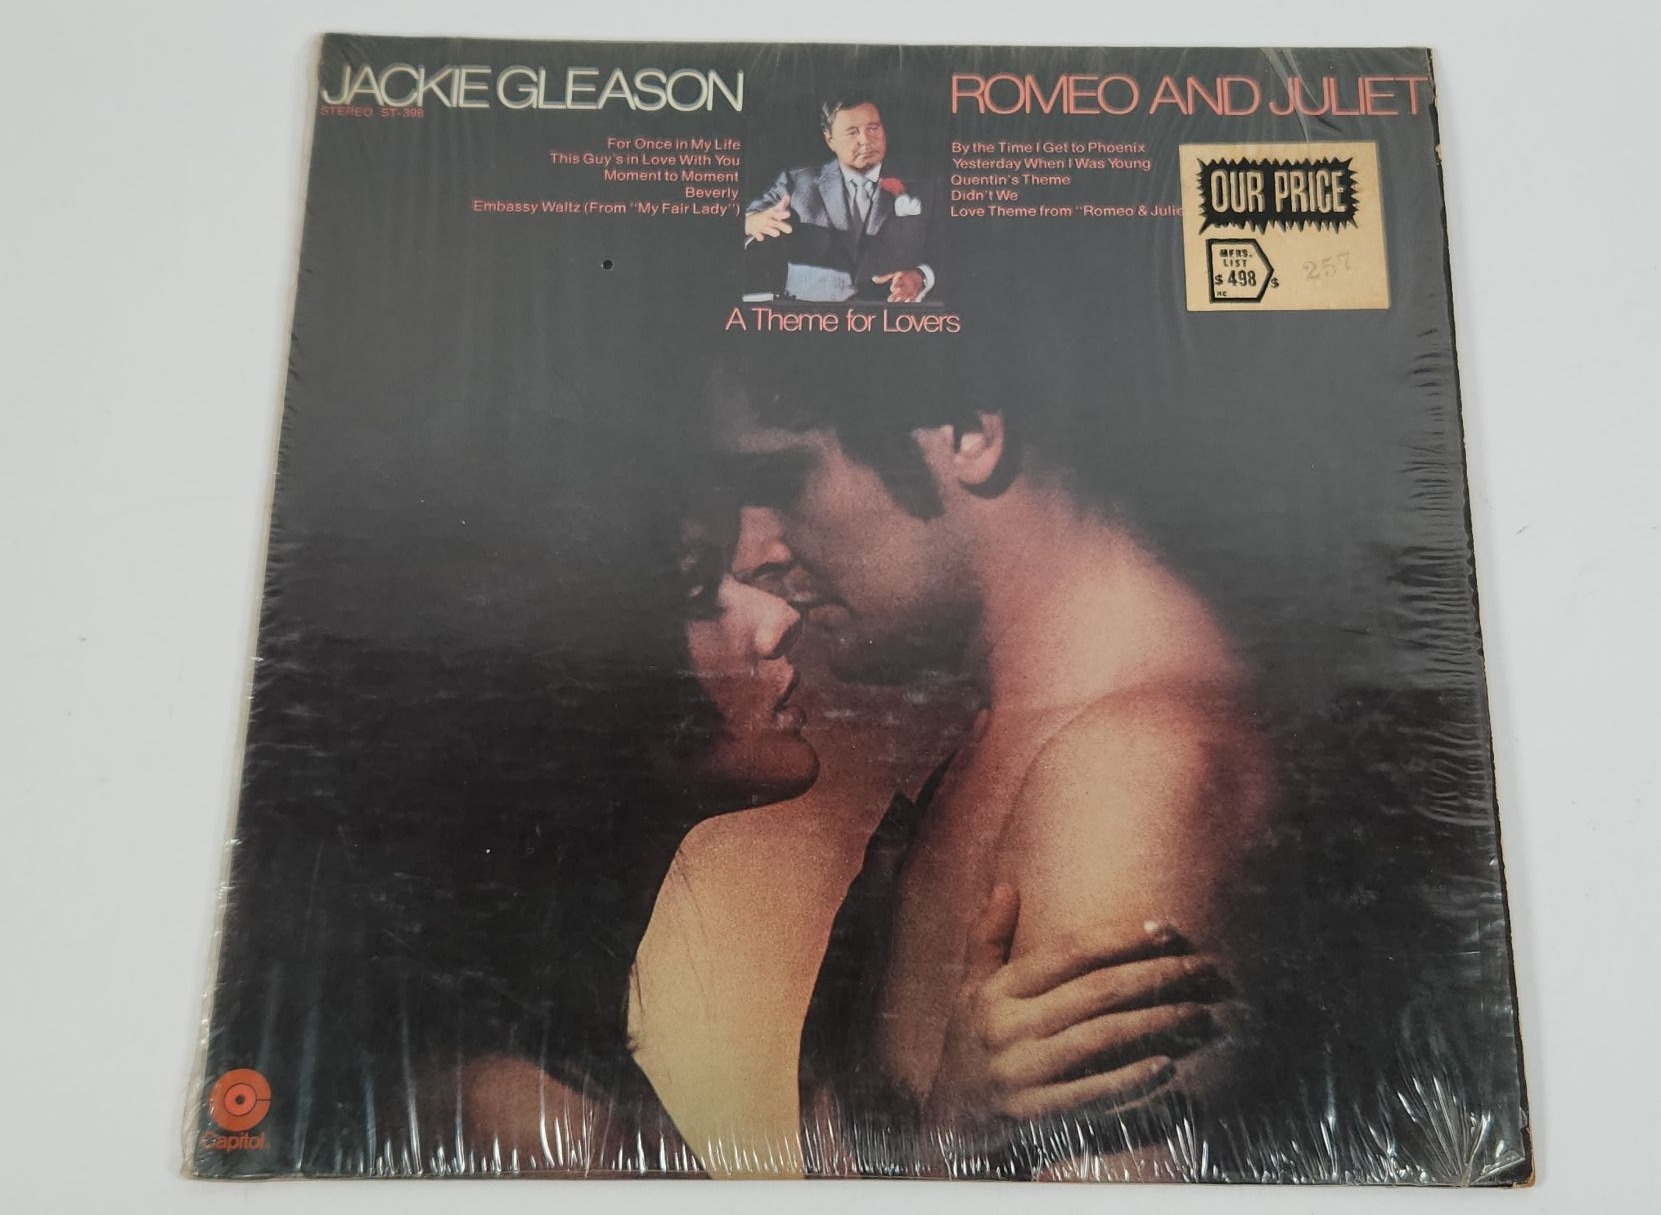 JACKIE GLEASON
STEREO ST-398
For Once in My Life
This Guy's in Love With You
Moment to Moment
Beverly
Embassy Waltz (From "My Fair Lady")
A Theme for Lovers
ROMEO AND JULIET
By the Time I Get to Phoenix
Yesterday When I Was Young
Quentin's Theme
Didn't We
Love Theme from "Romeo & Julie
OUR PRICE
MFRS.
LIST
$ 498 $ 257
HC
Capitol